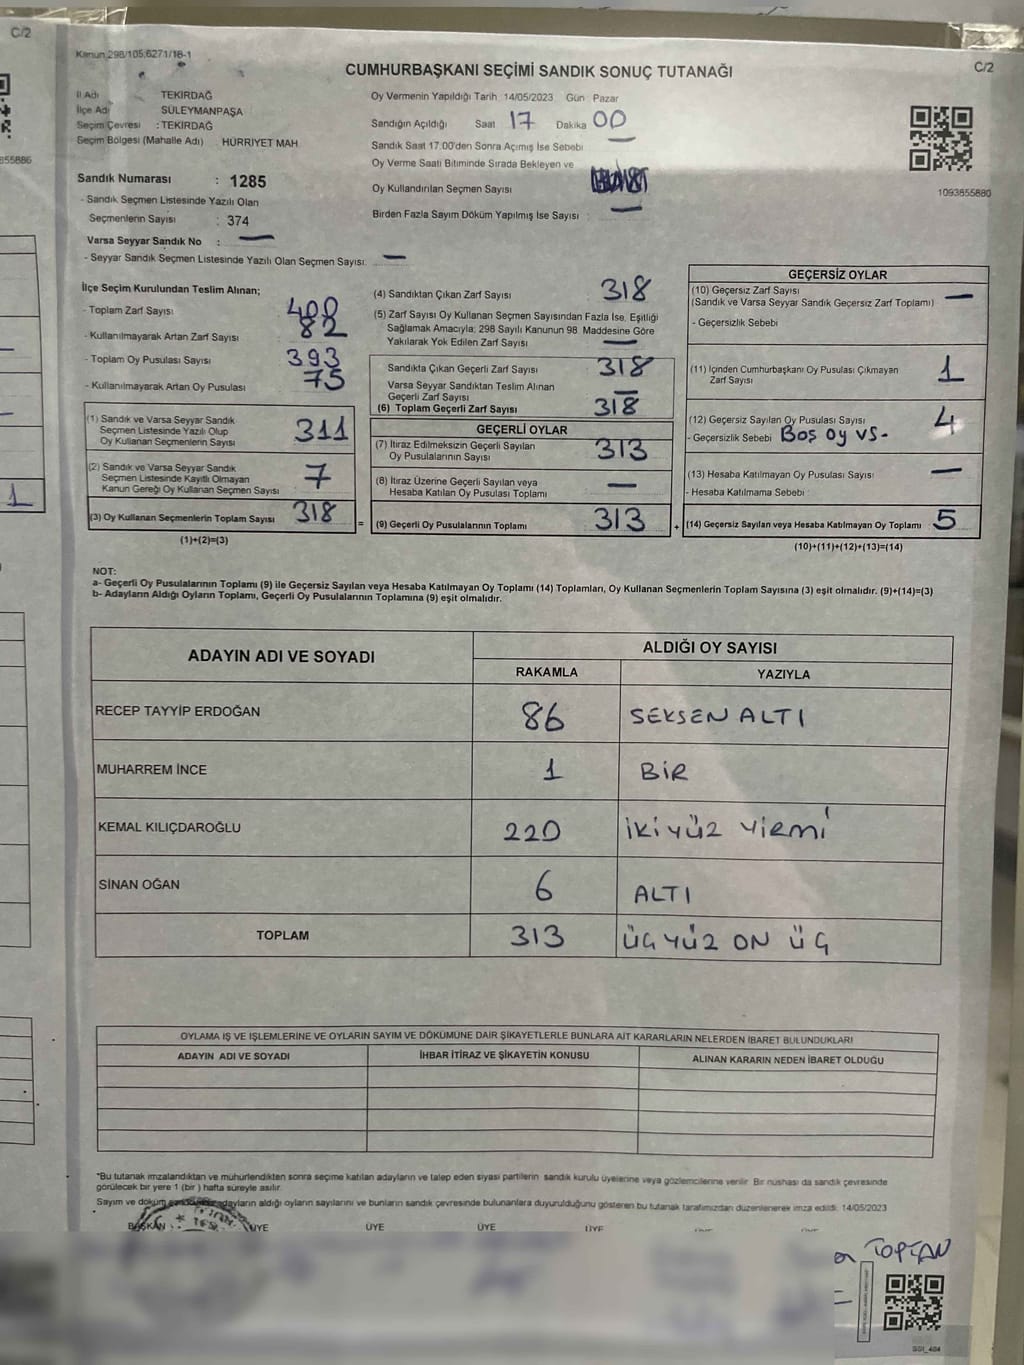 C/2
Kanun 298/105;6271/18-1
CUMHURBAŞKANI SEÇİMİ SANDIK SONUÇ TUTANAĞI
C/2
İl Adı TEKİRDAĞ
İlçe Adı SÜLEYMANPAŞA
Seçim Çevresi : TEKİRDAĞ
Seçim Bölgesi (Mahalle Adı) HÜRRİYET MAH.
Oy Vermenin Yapıldığı Tarih 14/05/2023 Gün Pazar
Sandığın Açıldığı Saat 17 Dakika 00
Sandık Saat 17.00'den Sonra Açmış İse Sebebi —
Oy Verme Saati Bitiminde Sırada Bekleyen ve
Oy Kullandırılan Seçmen Sayısı
Birden Fazla Sayım Döküm Yapılmış İse Sayısı : —
855886
1093855880
Sandık Numarası : 1285
- Sandık Seçmen Listesinde Yazılı Olan
Seçmenlerin Sayısı : 374
Varsa Seyyar Sandık No : —
- Seyyar Sandık Seçmen Listesinde Yazılı Olan Seçmen Sayısı: —
İlçe Seçim Kurulundan Teslim Alınan;
- Toplam Zarf Sayısı 400
- Kullanılmayarak Artan Zarf Sayısı 82
- Toplam Oy Pusulası Sayısı 393
- Kullanılmayarak Artan Oy Pusulası 75
(1) Sandık ve Varsa Seyyar Sandık
Seçmen Listesinde Yazılı Olup
Oy Kullanan Seçmenlerin Sayısı 311
(2) Sandık ve Varsa Seyyar Sandık
Seçmen Listesinde Kayıtlı Olmayan
Kanun Gereği Oy Kullanan Seçmen Sayısı 7
(3) Oy Kullanan Seçmenlerin Toplam Sayısı 318
(1)+(2)=(3)
(4) Sandıktan Çıkan Zarf Sayısı 318
(5) Zarf Sayısı Oy Kullanan Seçmen Sayısından Fazla İse, Eşitliği
Sağlamak Amacıyla; 298 Sayılı Kanunun 98. Maddesine Göre
Yakılarak Yok Edilen Zarf Sayısı —
Sandıkta Çıkan Geçerli Zarf Sayısı 318
Varsa Seyyar Sandıktan Teslim Alınan
Geçerli Zarf Sayısı —
(6) Toplam Geçerli Zarf Sayısı 318
GEÇERLİ OYLAR
(7) İtiraz Edilmeksizin Geçerli Sayılan
Oy Pusulalarının Sayısı 313
(8) İtiraz Üzerine Geçerli Sayılan veya
Hesaba Katılan Oy Pusulası Toplamı —
= (9) Geçerli Oy Pusulalarının Toplamı 313 +
GEÇERSİZ OYLAR
(10) Geçersiz Zarf Sayısı
(Sandık ve Varsa Seyyar Sandık Geçersiz Zarf Toplamı) —
- Geçersizlik Sebebi
(11) İçinden Cumhurbaşkanı Oy Pusulası Çıkmayan
Zarf Sayısı 1
(12) Geçersiz Sayılan Oy Pusulası Sayısı 4
- Geçersizlik Sebebi Boş oy vs-
(13) Hesaba Katılmayan Oy Pusulası Sayısı —
- Hesaba Katılmama Sebebi
(14) Geçersiz Sayılan veya Hesaba Katılmayan Oy Toplamı 5
(10)+(11)+(12)+(13)=(14)
1
NOT:
a- Geçerli Oy Pusulalarının Toplamı (9) ile Geçersiz Sayılan veya Hesaba Katılmayan Oy Toplamı (14) Toplamları, Oy Kullanan Seçmenlerin Toplam Sayısına (3) eşit olmalıdır. (9)+(14)=(3)
b- Adayların Aldığı Oyların Toplamı, Geçerli Oy Pusulalarının Toplamına (9) eşit olmalıdır.
ADAYIN ADI VE SOYADI ALDIĞI OY SAYISI
RAKAMLA YAZIYLA
RECEP TAYYİP ERDOĞAN 86 SEKSEN ALTI
MUHARREM İNCE 1 BİR
KEMAL KILIÇDAROĞLU 220 İKİ YÜZ YİRMİ
SİNAN OĞAN 6 ALTI
TOPLAM 313 ÜÇ YÜZ ON ÜÇ
OYLAMA İŞ VE İŞLEMLERİNE VE OYLARIN SAYIM VE DÖKÜMÜNE DAİR ŞİKAYETLERLE BUNLARA AİT KARARLARIN NELERDEN İBARET BULUNDUKLARI
ADAYIN ADI VE SOYADI İHBAR İTİRAZ VE ŞİKAYETİN KONUSU ALINAN KARARIN NEDEN İBARET OLDUĞU
*Bu tutanak imzalandıktan ve mühürlendikten sonra seçime katılan adayların ve talep eden siyasi partilerin sandık kurulu üyelerine veya gözlemcilerine verilir. Bir nüshası da sandık çevresinde
görülecek bir yere 1 (bir ) hafta süreyle asılır.
Sayım ve döküm adayların aldığı oyların sayılarını ve bunların sandık çevresinde bulunanlara duyurulduğunu gösteren bu tutanak tarafımızdan düzenlenerek imza edildi. 14/05/2023
BAŞKAN ÜYE ÜYE ÜYE ÜYE
TOPTAN
SSI_404